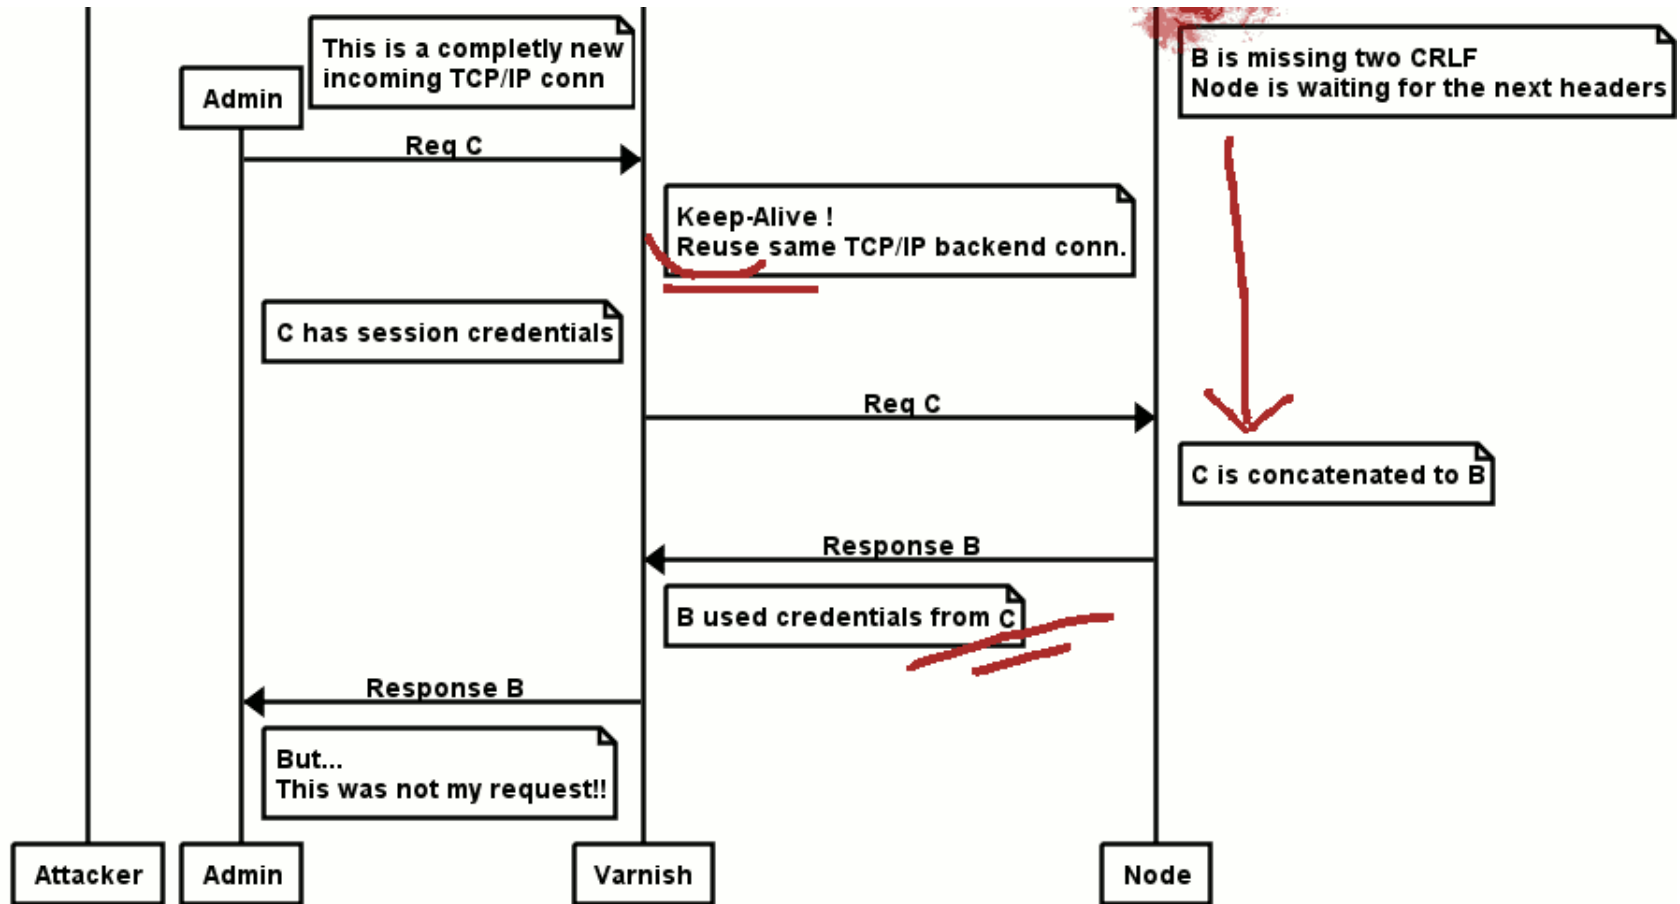 This is a completly new
incoming TCP/IP conn
B is missing two CRLF
Node is waiting for the next headers
Admin
Req C
Keep-Alive !
Reuse same TCP/IP backend conn.
C has session credentials
Req C
C is concatenated to B
Response B
B used credentials from C
Response B
But...
This was not my request!!
Attacker
Admin
Varnish
Node